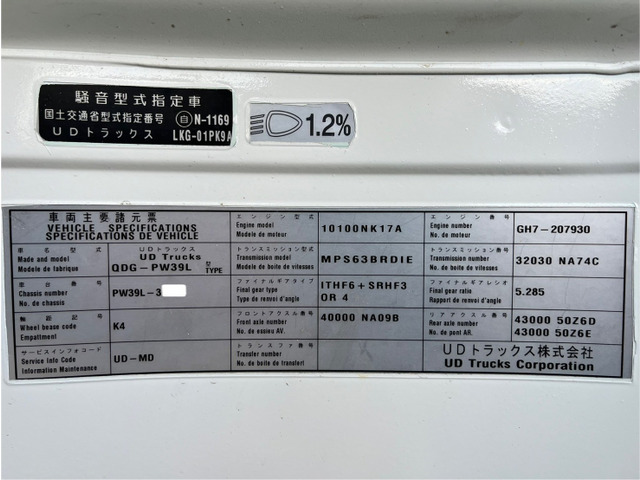 騒音型式指定車
国土交通省型式指定番号 自 N-1169
UDトラックス LKG-01PK9A
1.2%
車両主要諸元票
VEHICLE SPECIFICATIONS
SPECIFICATIONS DE VEHICLE
車名型式
Made and model
Modele de fabrique
UDトラックス
UD Trucks
QDG-PW39L 型 TYPE
車台番号
Chassis number
No. de chassis
PW39L-3
軸距記号
Wheel base code
Empattment
K4
サービスインフォコード
Service Info Code
Information Maintenance
UD-MD
エンジン型式
Engine model
Modele de moteur
10100NK17A
トランスミッション型式
Transmission model
Modele de boite de vitesses
MPS63BRDIE
ファイナルギアタイプ
Final gear type
Type de renvoi d'angle
ITHF6+SRHF3
OR 4
フロントアクスル番号
Front axle number
No. de essieu AV.
40000 NA09B
トランスファ番号
Transfer number
No. de boite de transferi
エンジン番号
Engine number
No. de moteur
GH7-207930
トランスミッション番号
Transmission number
No. de boite de vitesses
32030 NA74C
ファイナルギアレシオ
Final gear ratio
Rapport de renvoi d'angle
5.285
リアアクスル番号
Rear axle number
No. de pont AR.
43000 50Z6D
43000 50Z6E
UDトラックス株式会社
UD Trucks Corporation